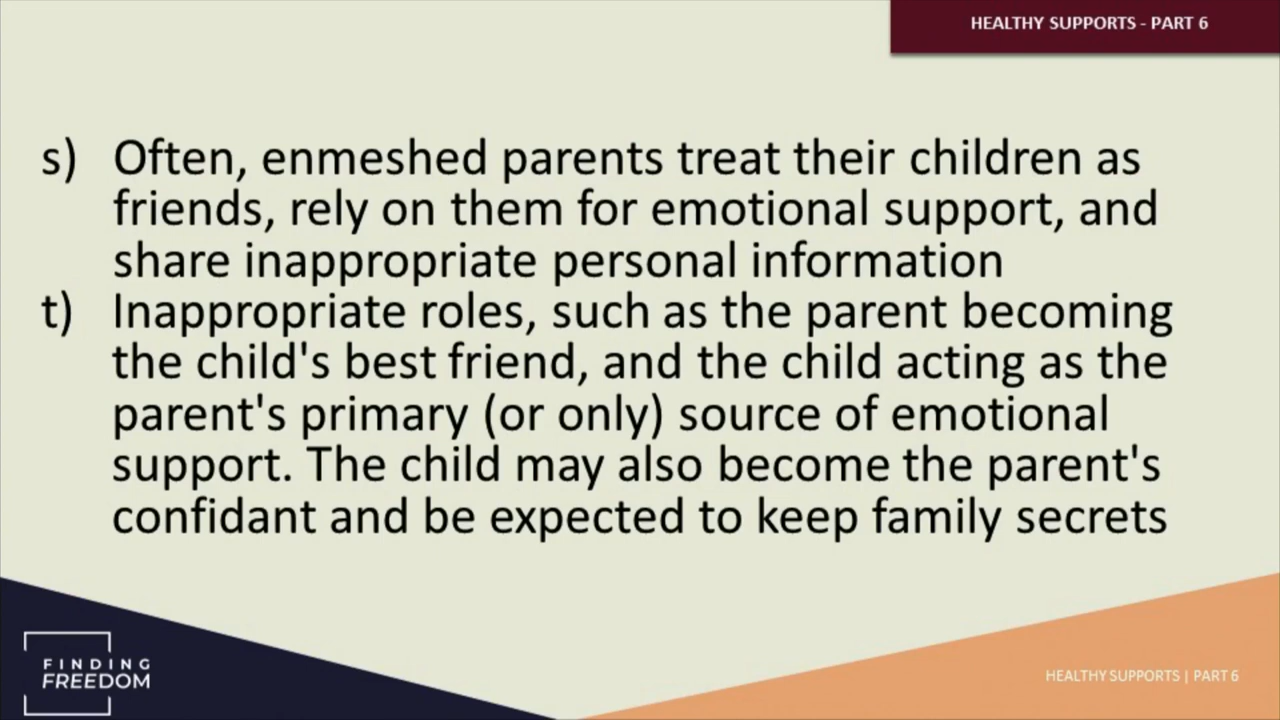 HEALTHY SUPPORTS - PART 6
s) Often, enmeshed parents treat their children as
friends, rely on them for emotional support, and
share inappropriate personal information
t) Inappropriate roles, such as the parent becoming
the child's best friend, and the child acting as the
parent's primary (or only) source of emotional
support. The child may also become the parent's
confidant and be expected to keep family secrets
FINDING
FREEDOM
HEALTHY SUPPORTS | PART 6